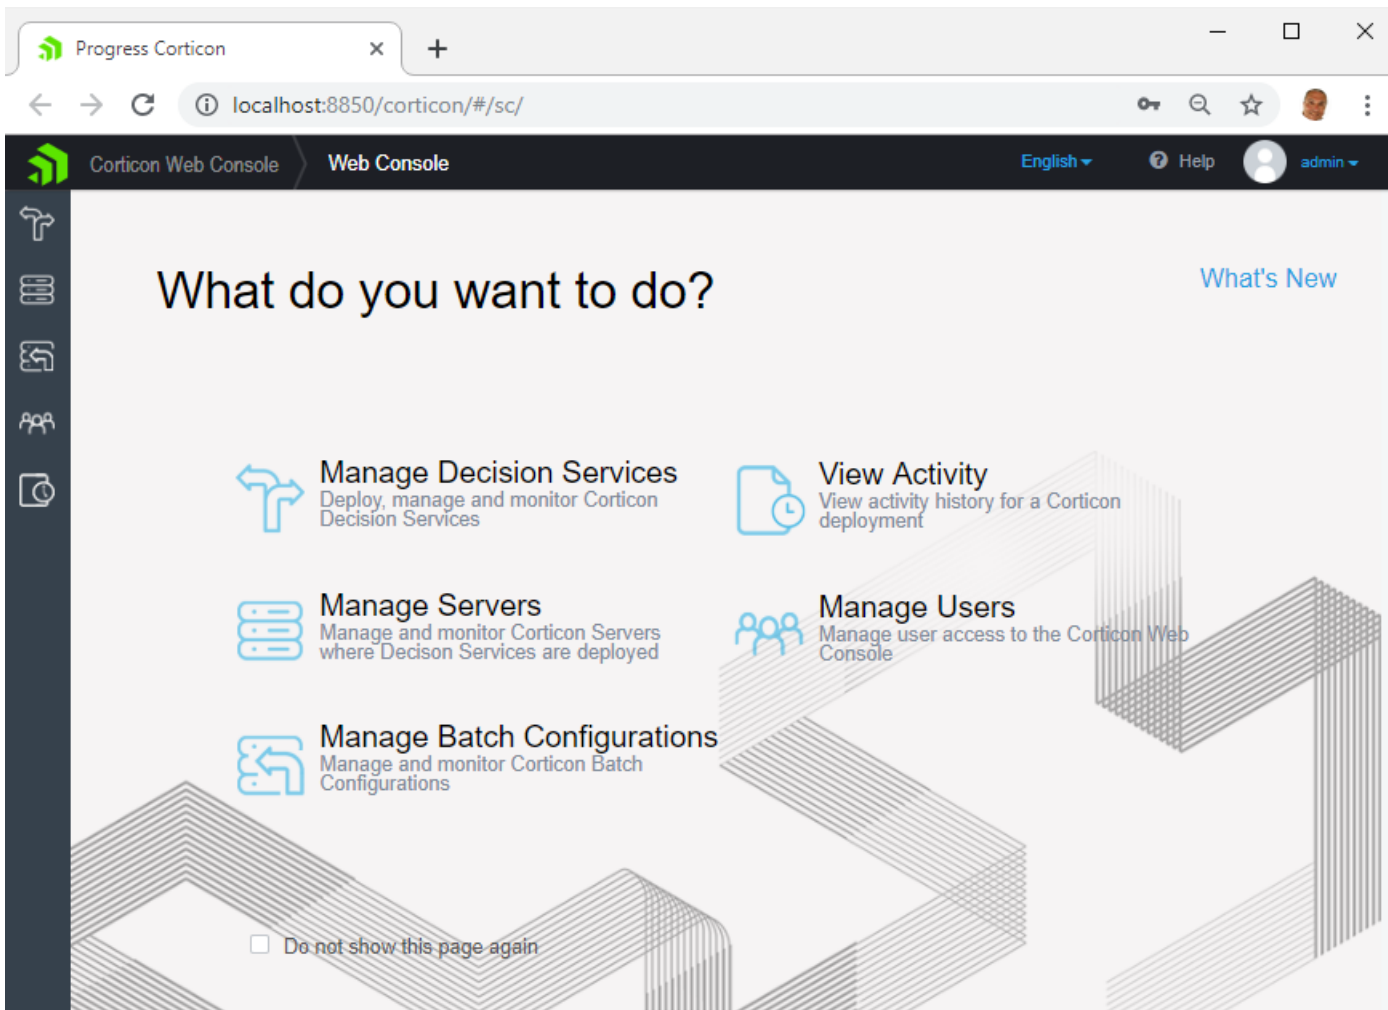 Progress Corticon
localhost:8850/corticon/#/sc/
Corticon Web Console
Web Console
English
Help
admin
What do you want to do?
What's New
Manage Decision Services
Deploy, manage and monitor Corticon
Decision Services
View Activity
View activity history for a Corticon
deployment
Manage Servers
Manage and monitor Corticon Servers
where Decison Services are deployed
Manage Users
Manage user access to the Corticon Web
Console
Manage Batch Configurations
Manage and monitor Corticon Batch
Configurations
Do not show this page again